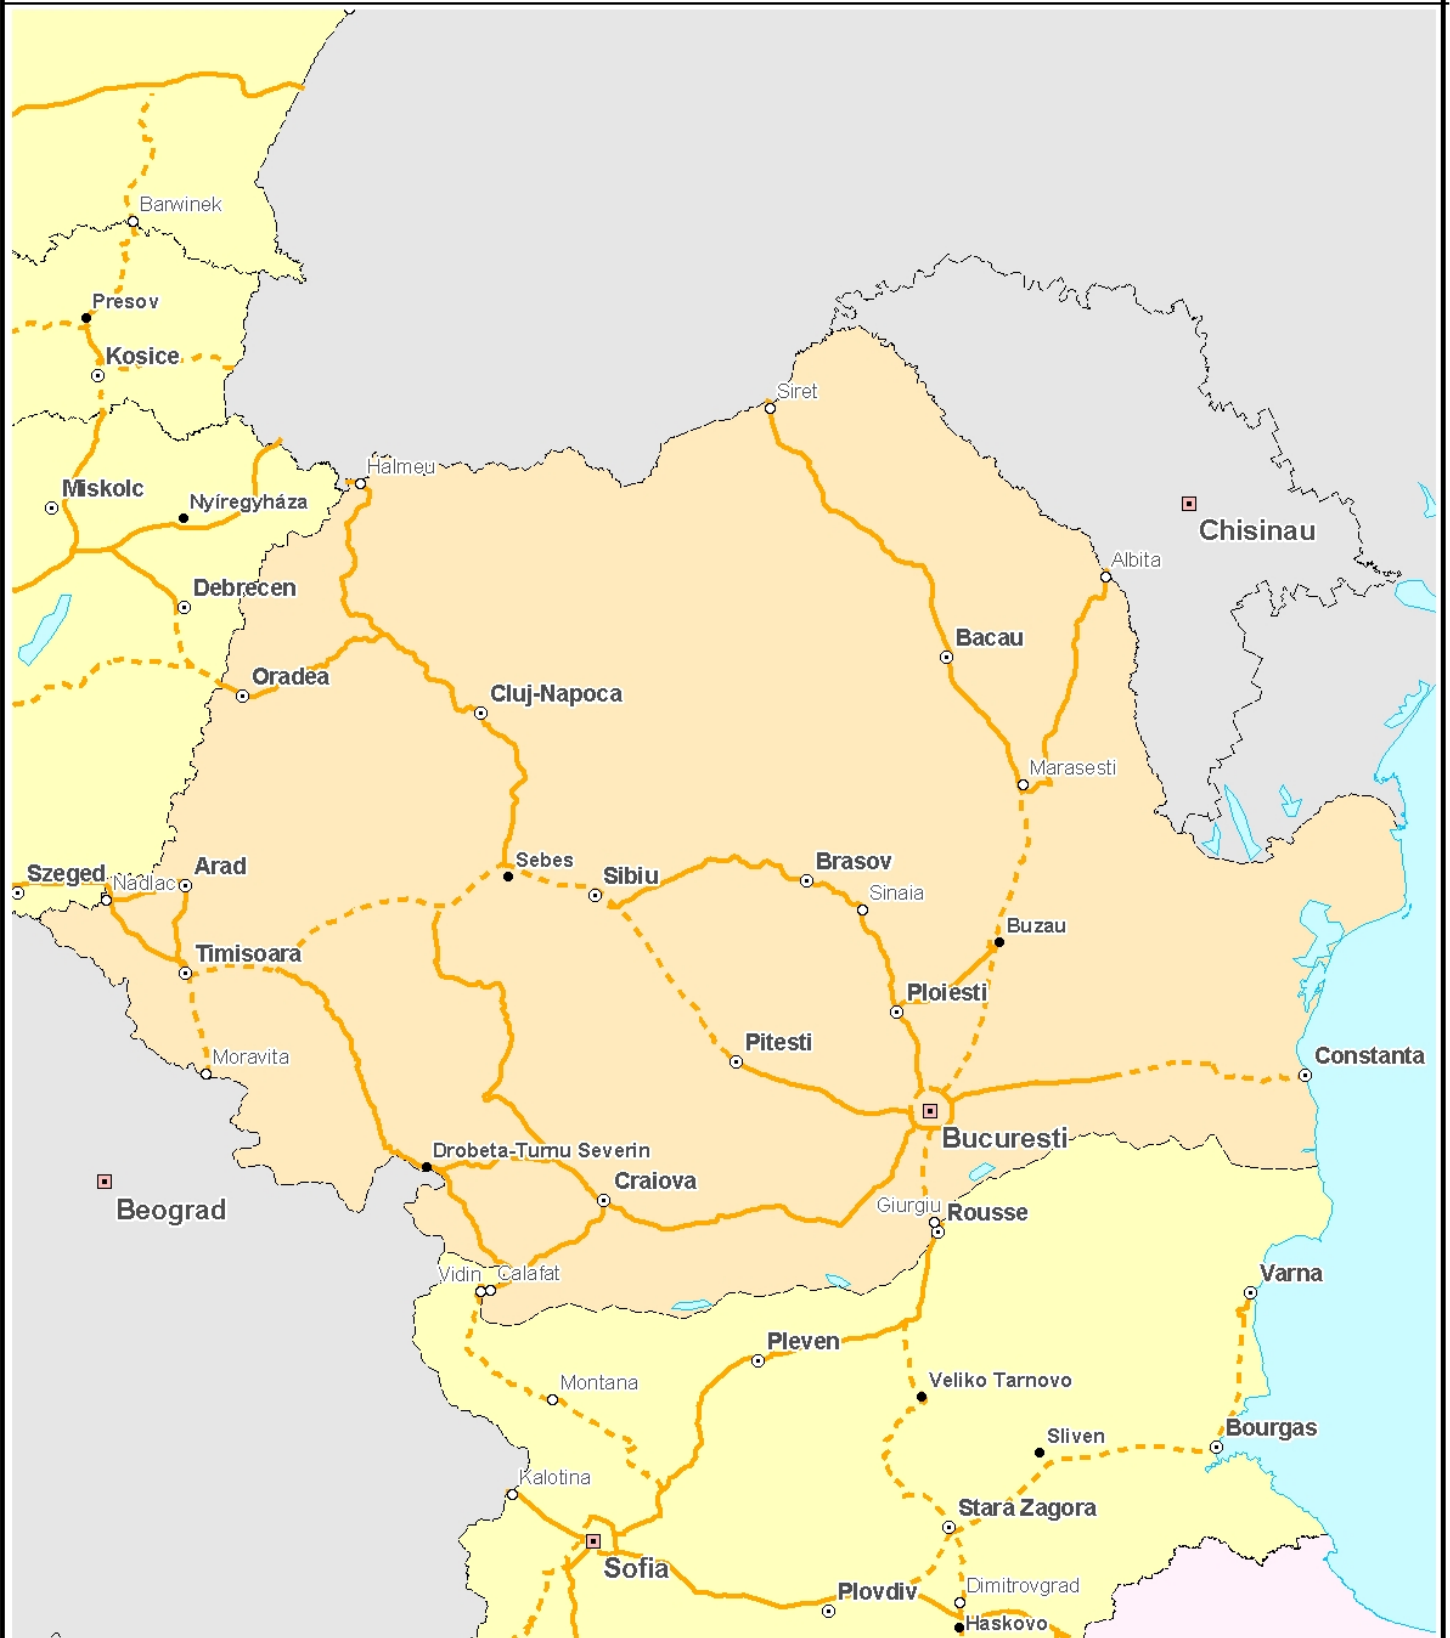 Barwinek
Presov
Kosice
Siret
Halmeu
Miskolc
Nyíregyháza
Chisinau
Albita
Debrecen
Bacau
Oradea
Cluj-Napoca
Marasesti
Sebes
Brasov
Szeged
Nadlac
Arad
Sibiu
Sinaia
Buzau
Timisoara
Ploiesti
Pitesti
Moravita
Constanta
Bucuresti
Drobeta-Turnu Severin
Craiova
Beograd
Giurgiu
Rousse
Vidin
Calafat
Varna
Pleven
Montana
Veliko Tarnovo
Sliven
Bourgas
Kalotina
Stara Zagora
Sofia
Plovdiv
Dimitrovgrad
Haskovo